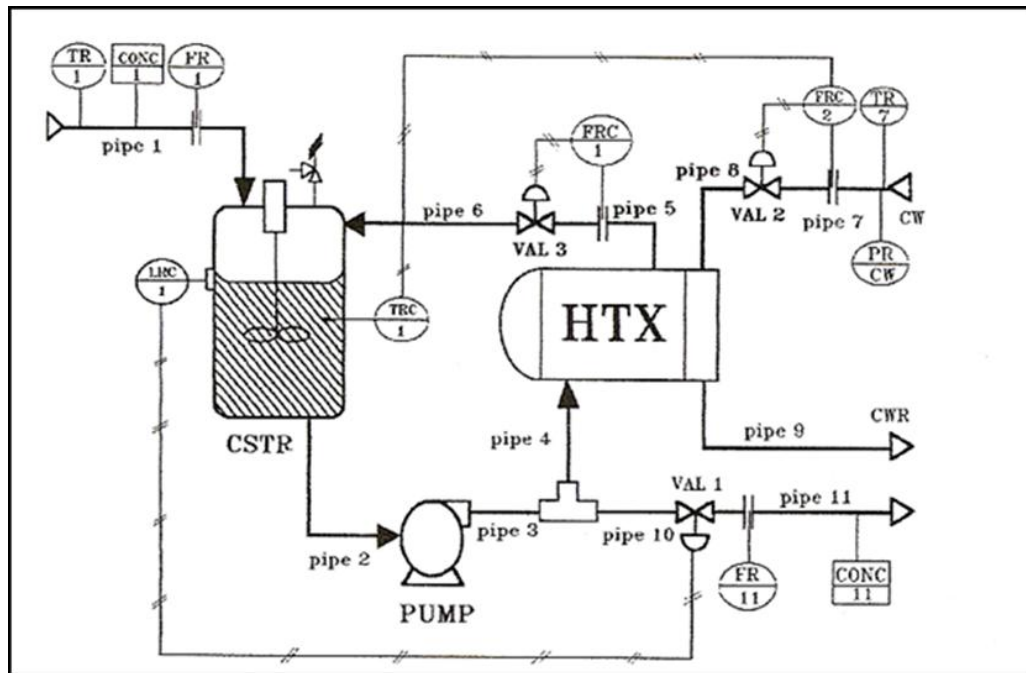 TR
1
CONC
1
FR
1
pipe 1
FRC
1
FRC
2
TR
7
pipe 8
VAL 2
pipe 7
CW
PR
CW
pipe 6
VAL 3
pipe 5
LRC
1
TRC
1
HTX
CSTR
pipe 4
pipe 9
CWR
VAL 1
pipe 2
pipe 3
pipe 10
pipe 11
PUMP
FR
11
CONC
11